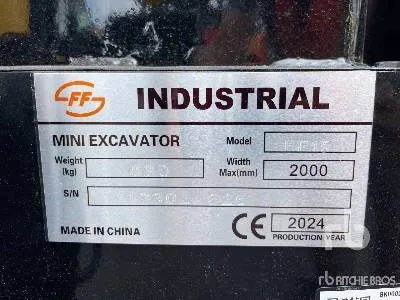 FF INDUSTRIAL
MINI EXCAVATOR Model
Weight (kg) Width Max(mm) 2000
S/N
MADE IN CHINA CE 2024
PRODUCTION YEAR
RITCHIE BROS